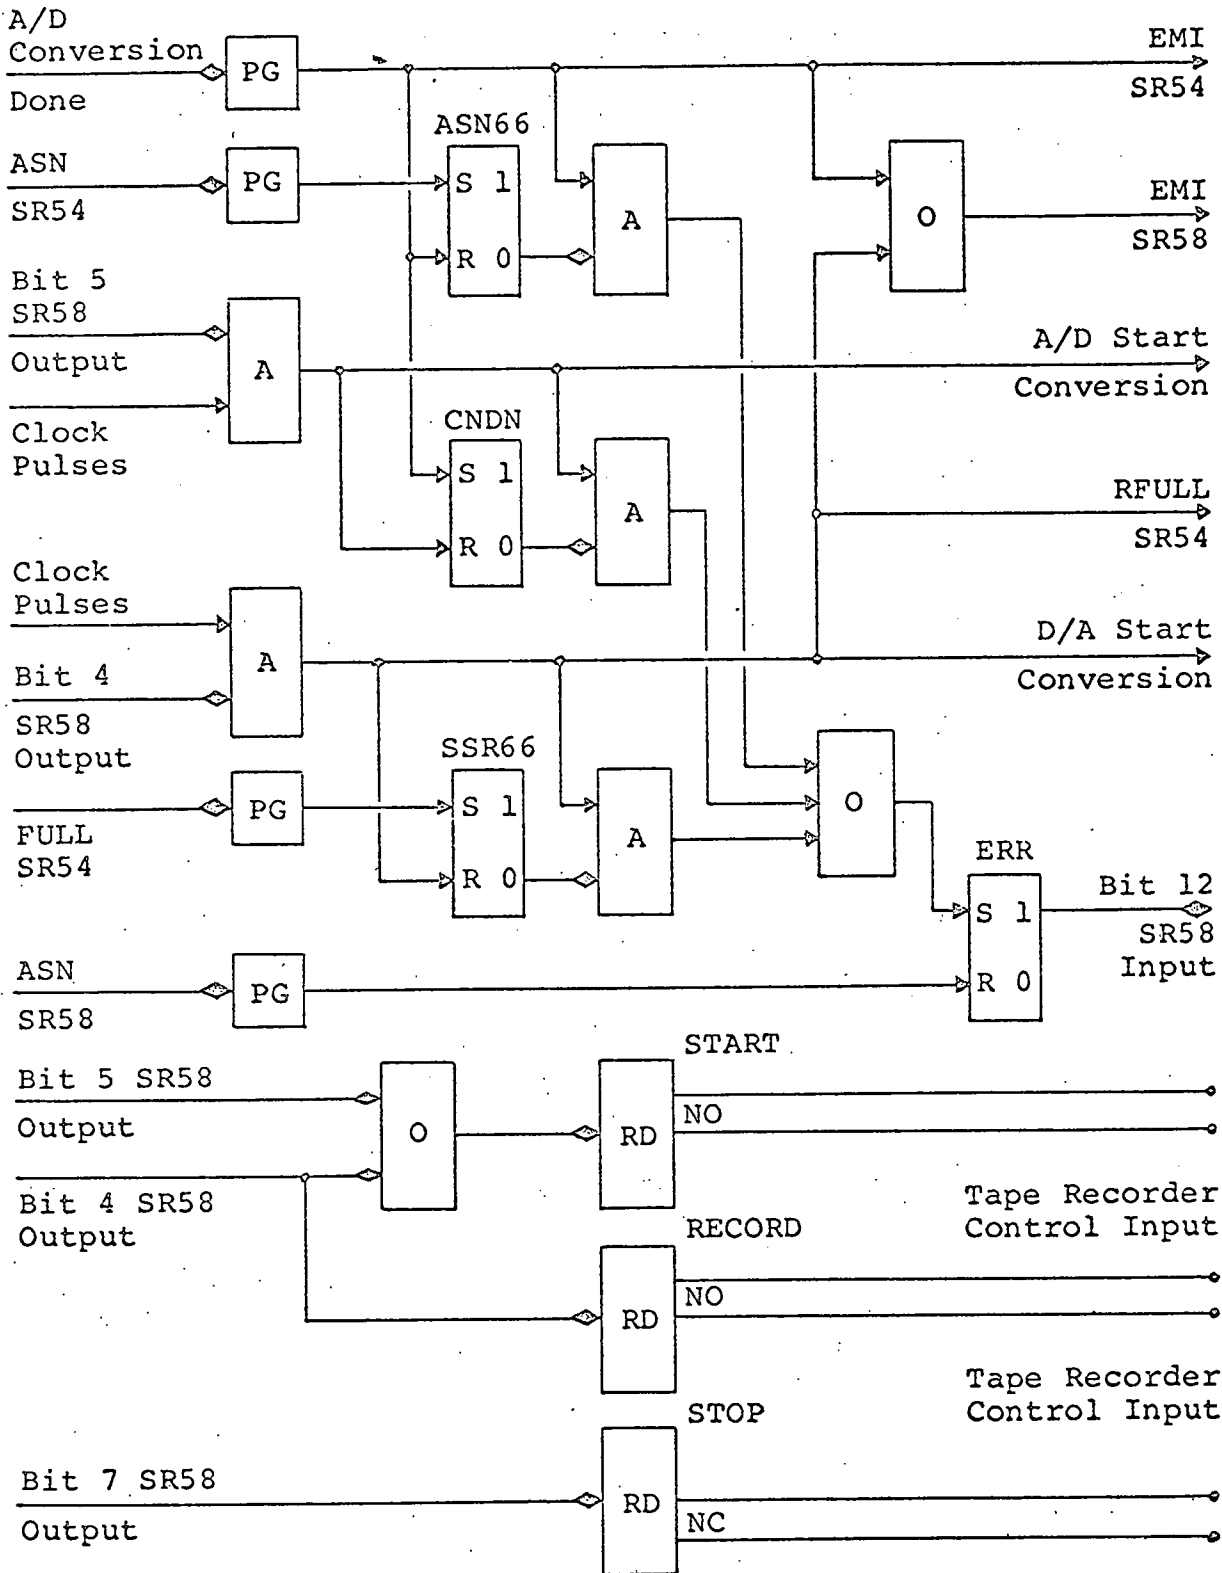 A/D
Conversion
Done
PG
EMI
SR54
ASN66
ASN
SR54
PG
S 1
R 0
A
O
EMI
SR58
Bit 5
SR58
Output
Clock
Pulses
A
A/D Start
Conversion
CNDN
S 1
R 0
A
RFULL
SR54
Clock
Pulses
Bit 4
SR58
Output
A
D/A Start
Conversion
SSR66
FULL
SR54
PG
S 1
R 0
A
O
ERR
S 1
R 0
Bit 12
SR58
Input
ASN
SR58
PG
START
Bit 5 SR58
Output
O
RD
NO
Bit 4 SR58
Output
Tape Recorder
Control Input
RECORD
RD
NO
Tape Recorder
Control Input
STOP
Bit 7 SR58
Output
RD
NC